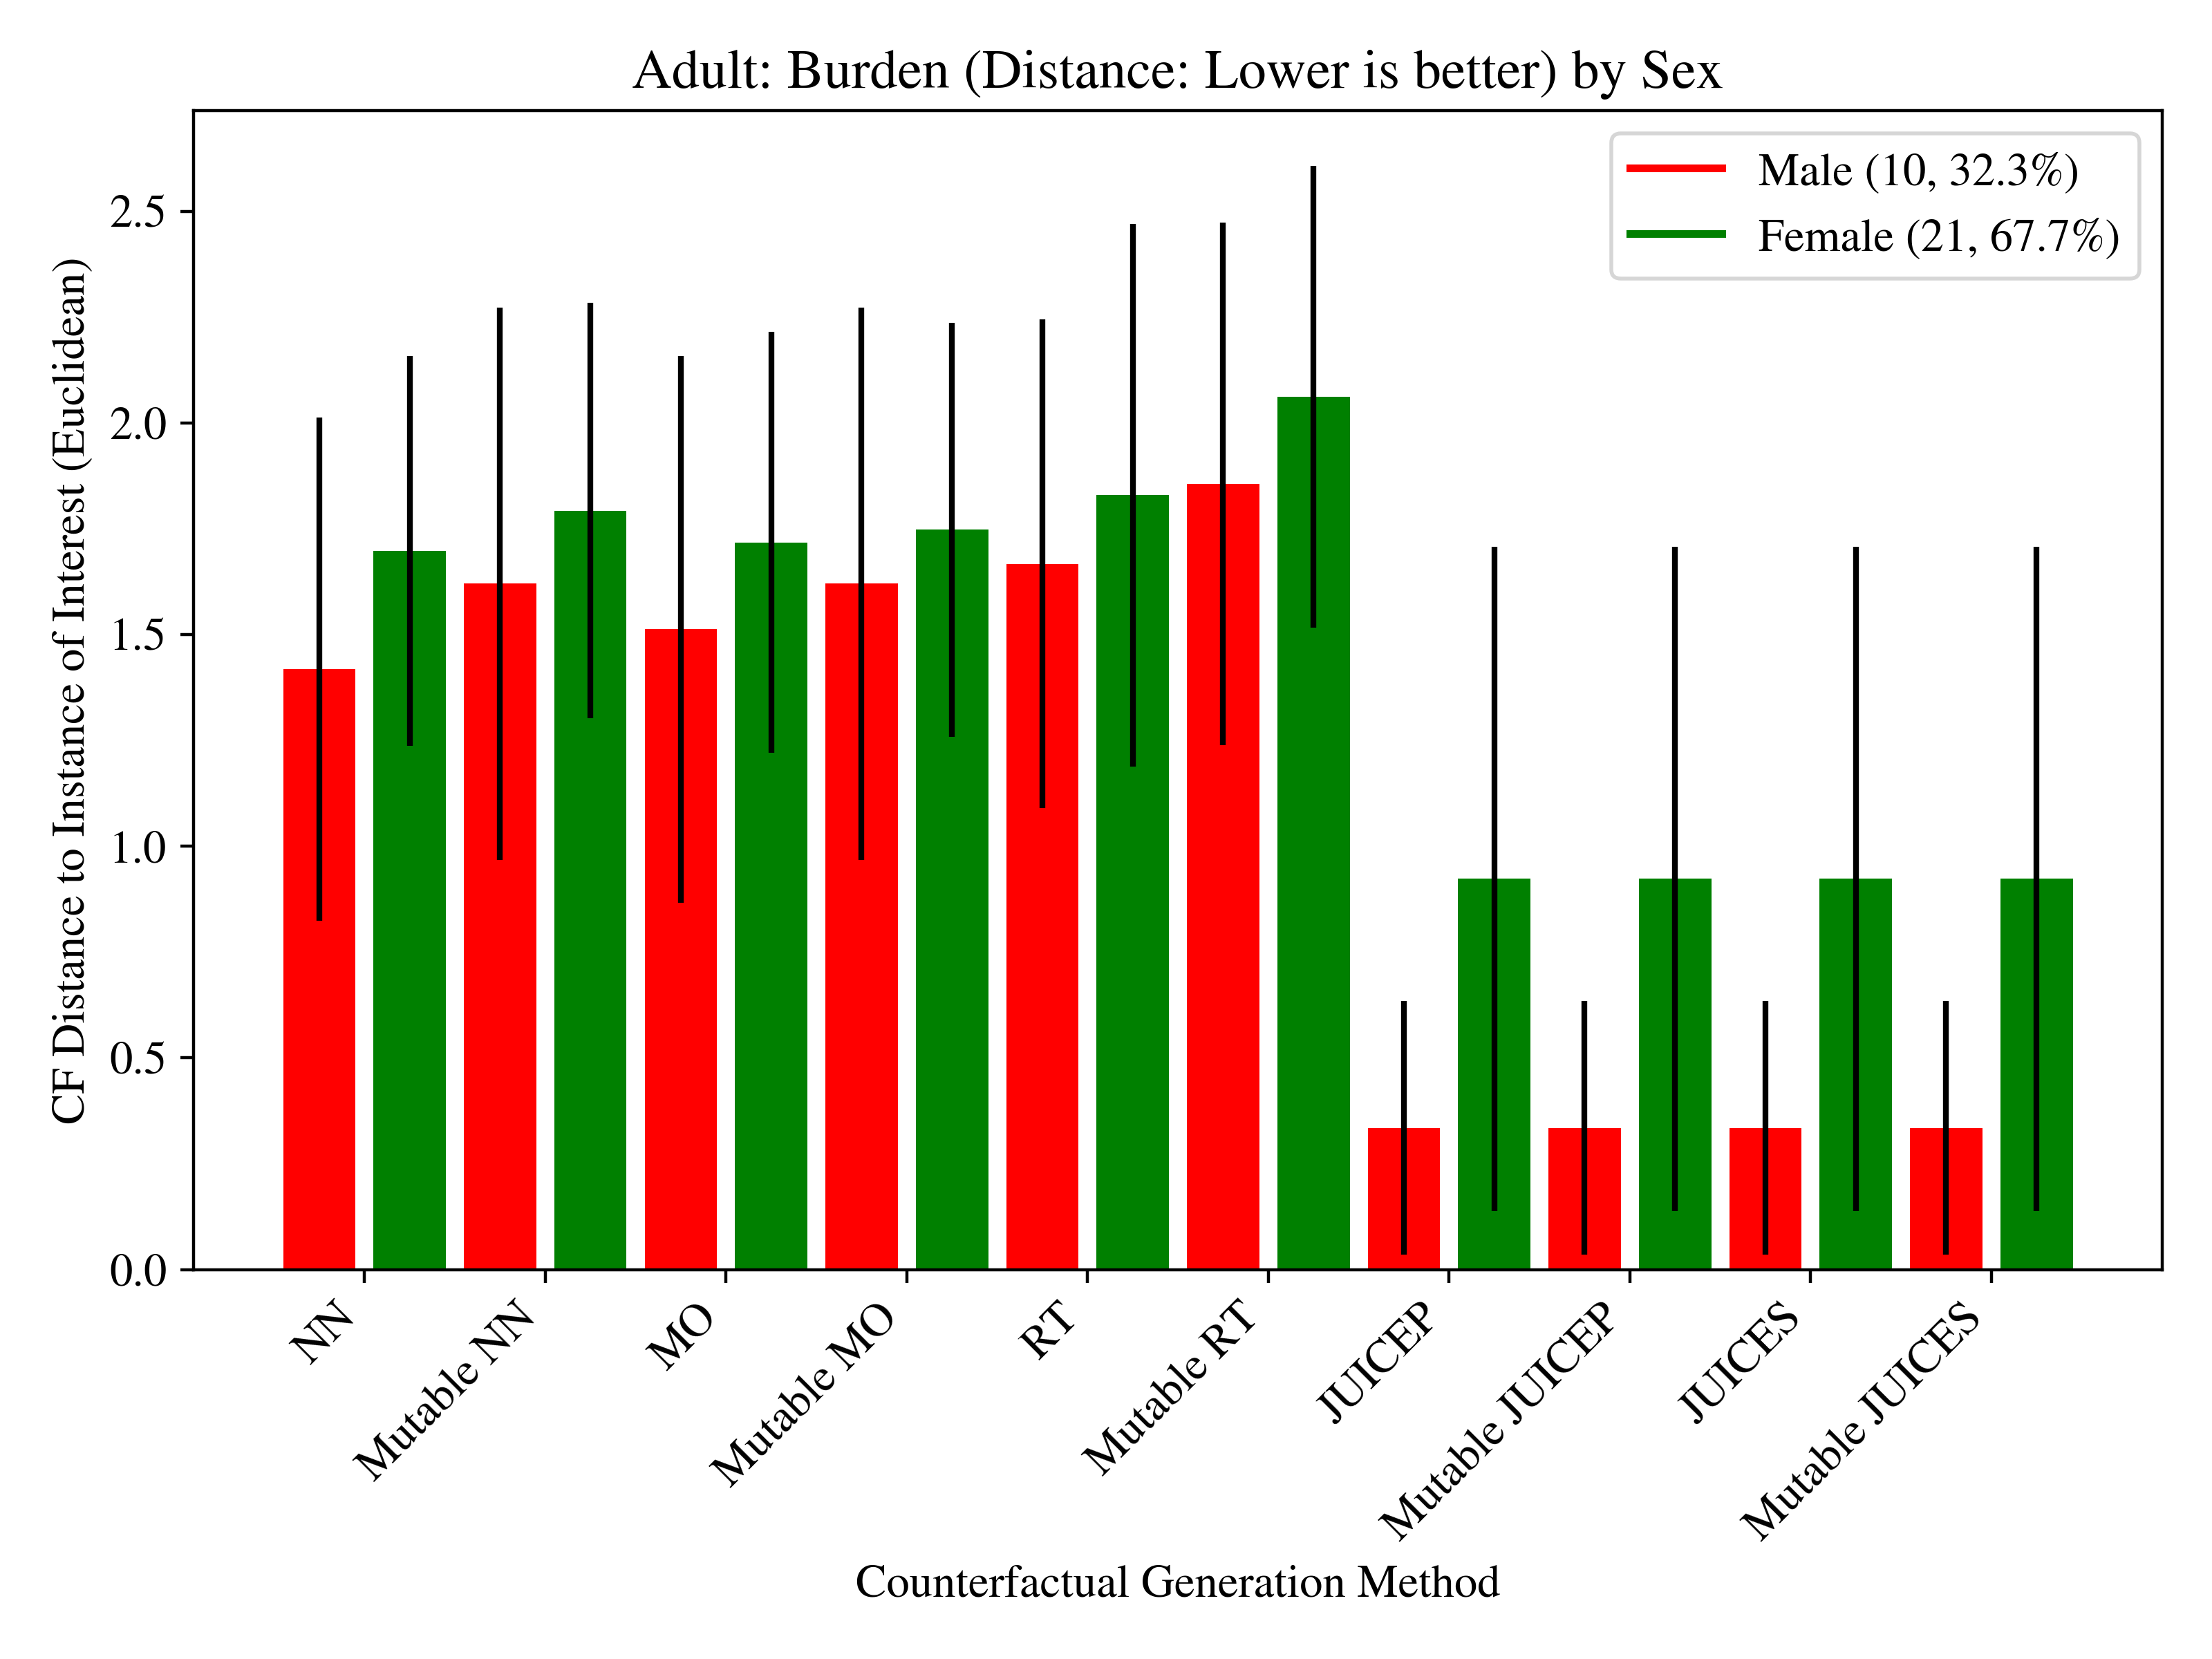 Adult: Burden (Distance: Lower is better) by Sex
Male (10, 32.3%)
Female (21, 67.7%)
CF Distance to Instance of Interest (Euclidean)
2.5
2.0
1.5
1.0
0.5
0.0
NN
Mutable NN
MO
Mutable MO
RT
Mutable RT
JUICEP
Mutable JUICEP
JUICES
Mutable JUICES
Counterfactual Generation Method